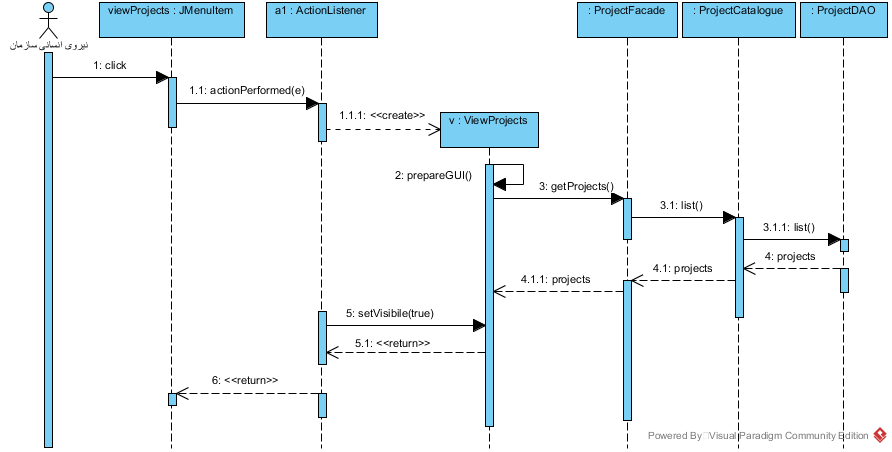 viewProjects : JMenuItem
a1 : ActionListener
: ProjectFacade
: ProjectCatalogue
: ProjectDAO
نیروی انسانی سازمان
1: click
1.1: actionPerformed(e)
1.1.1: <<create>>
v : ViewProjects
2: prepareGUI()
3: getProjects()
3.1: list()
3.1.1: list()
4: projects
4.1: projects
4.1.1: projects
5: setVisibile(true)
5.1: <<return>>
6: <<return>>
Powered By Visual Paradigm Community Edition